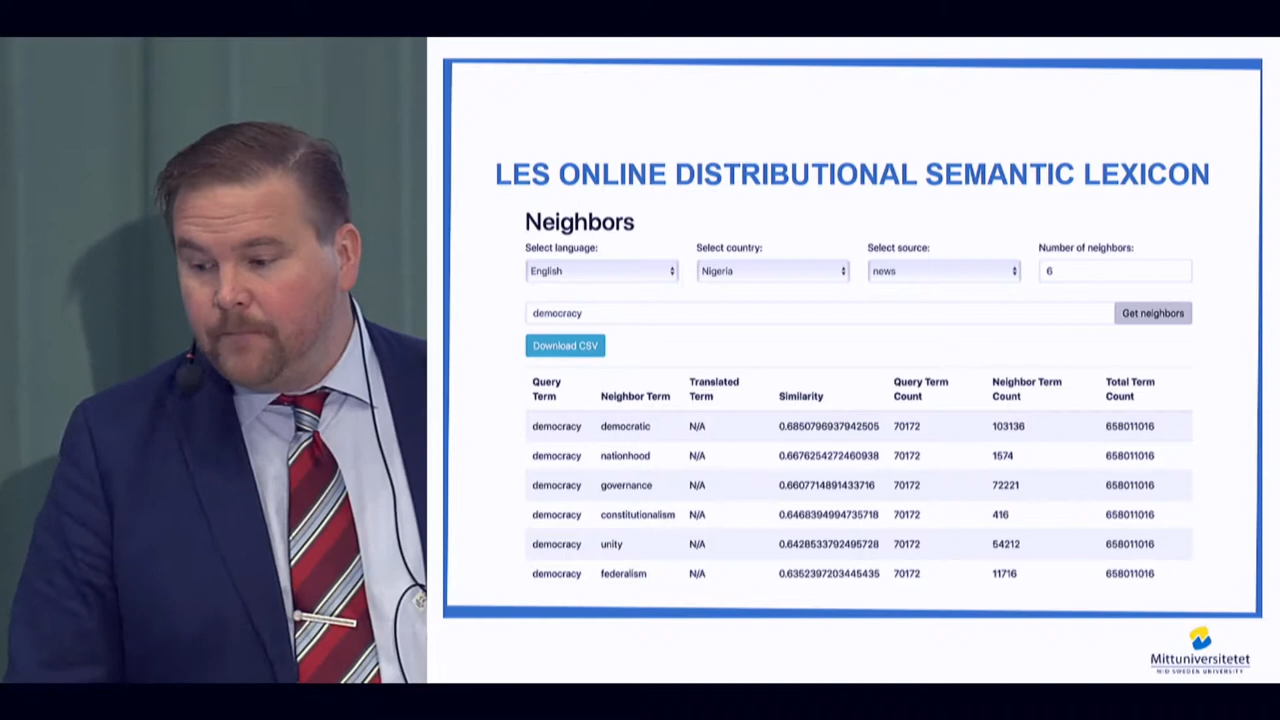 LES ONLINE DISTRIBUTIONAL SEMANTIC LEXICON
Neighbors
Select language: Select country: Select source: Number of neighbors:
English Nigeria news 6
democracy Get neighbors
Download CSV
Query Term Neighbor Term Translated Term Similarity Query Term Count Neighbor Term Count Total Term Count
democracy democratic N/A 0.6850796937942505 70172 103136 658011016
democracy nationhood N/A 0.6676254272460938 70172 1574 658011016
democracy governance N/A 0.6607714891433716 70172 72221 658011016
democracy constitutionalism N/A 0.6468394994735718 70172 416 658011016
democracy unity N/A 0.6428533792495728 70172 54212 658011016
democracy federalism N/A 0.6352397203445435 70172 11716 658011016
Mittuniversitetet
MID SWEDEN UNIVERSITY